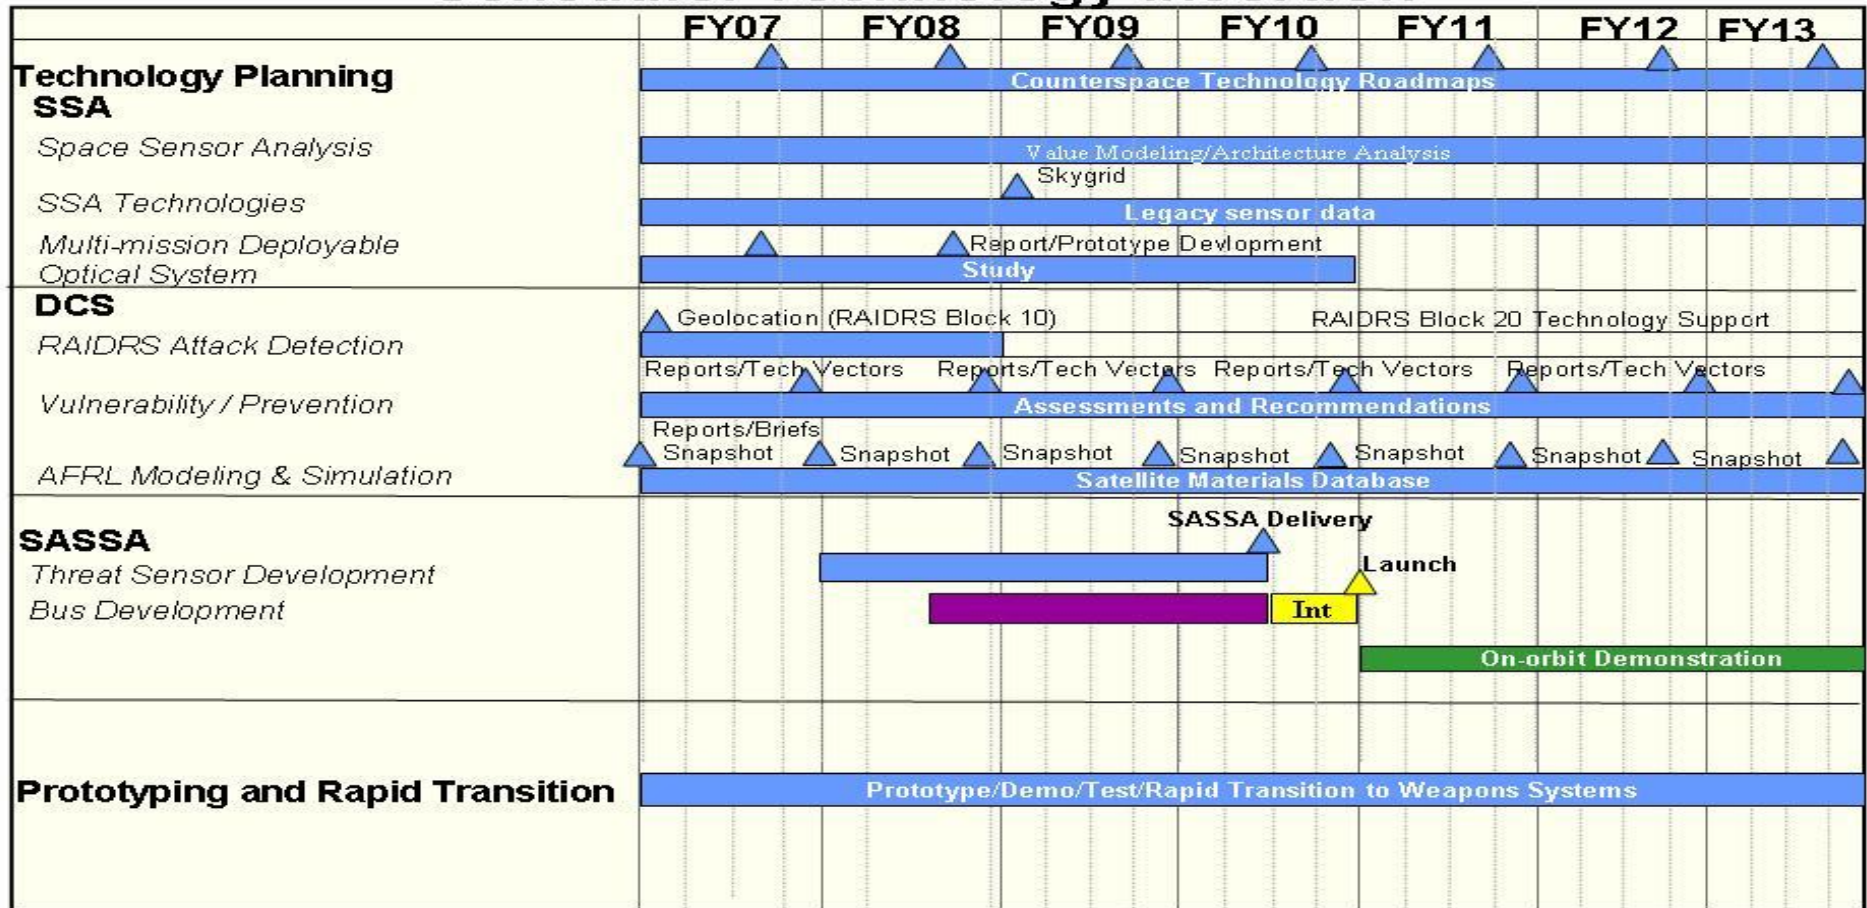 FY07 FY08 FY09 FY10 FY11 FY12 FY13
Technology Planning
Counterspace Technology Roadmaps
SSA
Space Sensor Analysis
Value Modeling/Architecture Analysis
Skygrid
SSA Technologies
Legacy sensor data
Multi-mission Deployable
Optical System
Report/Prototype Devlopment
Study
DCS
Geolocation (RAIDRS Block 10)
RAIDRS Block 20 Technology Support
RAIDRS Attack Detection
Reports/Tech Vectors Reports/Tech Vectors Reports/Tech Vectors Reports/Tech Vectors
Vulnerability / Prevention
Assessments and Recommendations
Reports/Briefs
Snapshot Snapshot Snapshot Snapshot Snapshot Snapshot Snapshot
AFRL Modeling & Simulation
Satellite Materials Database
SASSA Delivery
SASSA
Threat Sensor Development
Launch
Bus Development
Int
On-orbit Demonstration
Prototyping and Rapid Transition
Prototype/Demo/Test/Rapid Transition to Weapons Systems